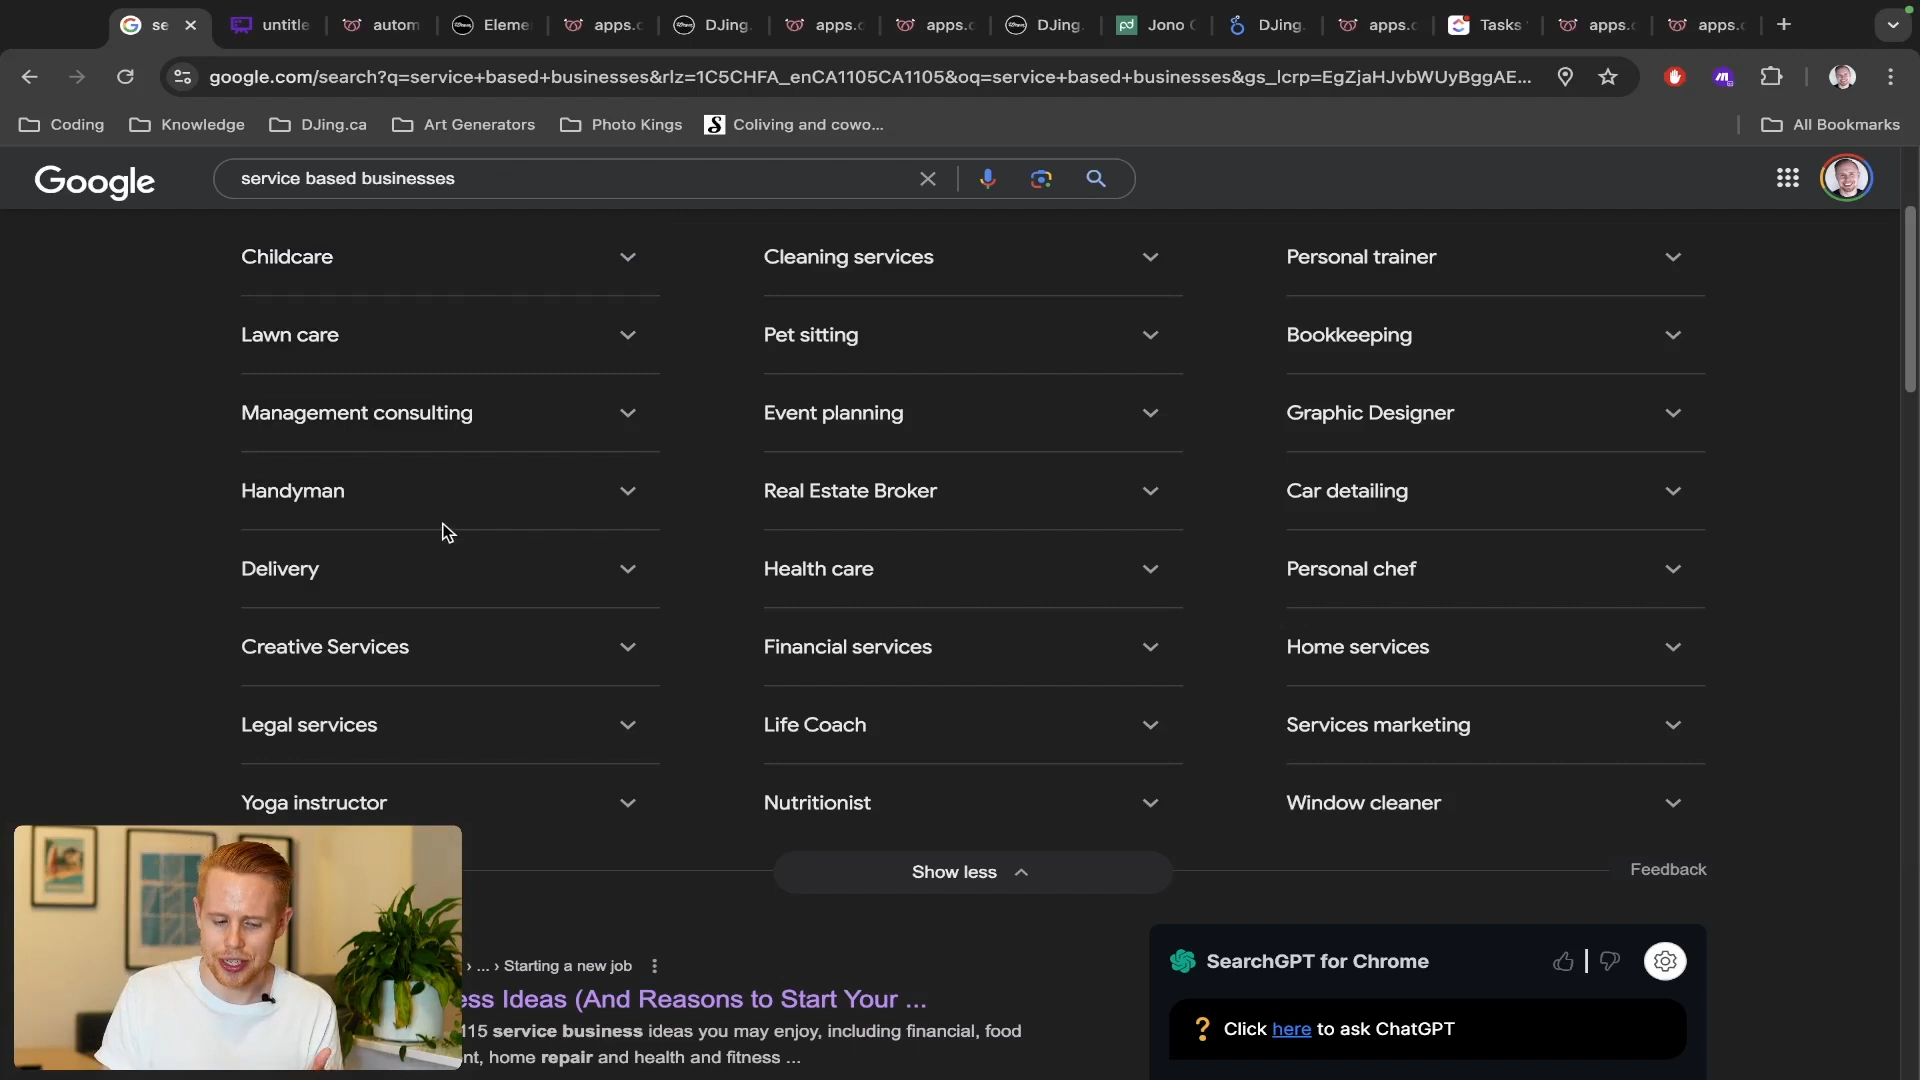 se
untitle
autom
Eleme
apps.c
DJing.
apps.c
apps.c
DJing.
Jono
DJing.
apps.c
Tasks
apps.c
apps.c
google.com/search?q=service+based+businesses&rlz=1C5CHFA_enCA1105CA1105&oq=service+based+businesses&gs_lcrp=EgZjaHJvbWUyBggAE...
Coding
Knowledge
DJing.ca
Art Generators
Photo Kings
Coliving and cowo...
All Bookmarks
Google
service based businesses
Childcare
Cleaning services
Personal trainer
Lawn care
Pet sitting
Bookkeeping
Management consulting
Event planning
Graphic Designer
Handyman
Real Estate Broker
Car detailing
Delivery
Health care
Personal chef
Creative Services
Financial services
Home services
Legal services
Life Coach
Services marketing
Yoga instructor
Nutritionist
Window cleaner
Show less
Feedback
› ... › Starting a new job
ess Ideas (And Reasons to Start Your ...
115 service business ideas you may enjoy, including financial, food
nt, home repair and health and fitness ...
SearchGPT for Chrome
Click here to ask ChatGPT